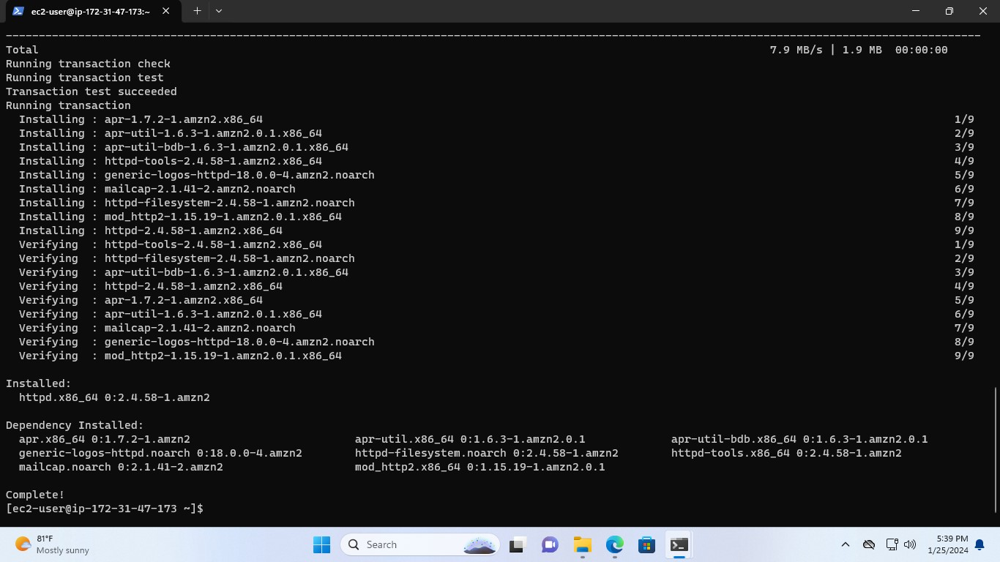 ec2-user@ip-172-31-47-173:~
Total 7.9 MB/s | 1.9 MB 00:00:00
Running transaction check
Running transaction test
Transaction test succeeded
Running transaction
Installing : apr-1.7.2-1.amzn2.x86_64 1/9
Installing : apr-util-1.6.3-1.amzn2.0.1.x86_64 2/9
Installing : apr-util-bdb-1.6.3-1.amzn2.0.1.x86_64 3/9
Installing : httpd-tools-2.4.58-1.amzn2.x86_64 4/9
Installing : generic-logos-httpd-18.0.0-4.amzn2.noarch 5/9
Installing : mailcap-2.1.41-2.amzn2.noarch 6/9
Installing : httpd-filesystem-2.4.58-1.amzn2.noarch 7/9
Installing : mod_http2-1.15.19-1.amzn2.0.1.x86_64 8/9
Installing : httpd-2.4.58-1.amzn2.x86_64 9/9
Verifying : httpd-tools-2.4.58-1.amzn2.x86_64 1/9
Verifying : httpd-filesystem-2.4.58-1.amzn2.noarch 2/9
Verifying : apr-util-bdb-1.6.3-1.amzn2.0.1.x86_64 3/9
Verifying : httpd-2.4.58-1.amzn2.x86_64 4/9
Verifying : apr-1.7.2-1.amzn2.x86_64 5/9
Verifying : apr-util-1.6.3-1.amzn2.0.1.x86_64 6/9
Verifying : mailcap-2.1.41-2.amzn2.noarch 7/9
Verifying : generic-logos-httpd-18.0.0-4.amzn2.noarch 8/9
Verifying : mod_http2-1.15.19-1.amzn2.0.1.x86_64 9/9
Installed:
httpd.x86_64 0:2.4.58-1.amzn2
Dependency Installed:
apr.x86_64 0:1.7.2-1.amzn2 apr-util.x86_64 0:1.6.3-1.amzn2.0.1 apr-util-bdb.x86_64 0:1.6.3-1.amzn2.0.1
generic-logos-httpd.noarch 0:18.0.0-4.amzn2 httpd-filesystem.noarch 0:2.4.58-1.amzn2 httpd-tools.x86_64 0:2.4.58-1.amzn2
mailcap.noarch 0:2.1.41-2.amzn2 mod_http2.x86_64 0:1.15.19-1.amzn2.0.1
Complete!
[ec2-user@ip-172-31-47-173 ~]$
81°F
Mostly sunny
Search
5:39 PM
1/25/2024